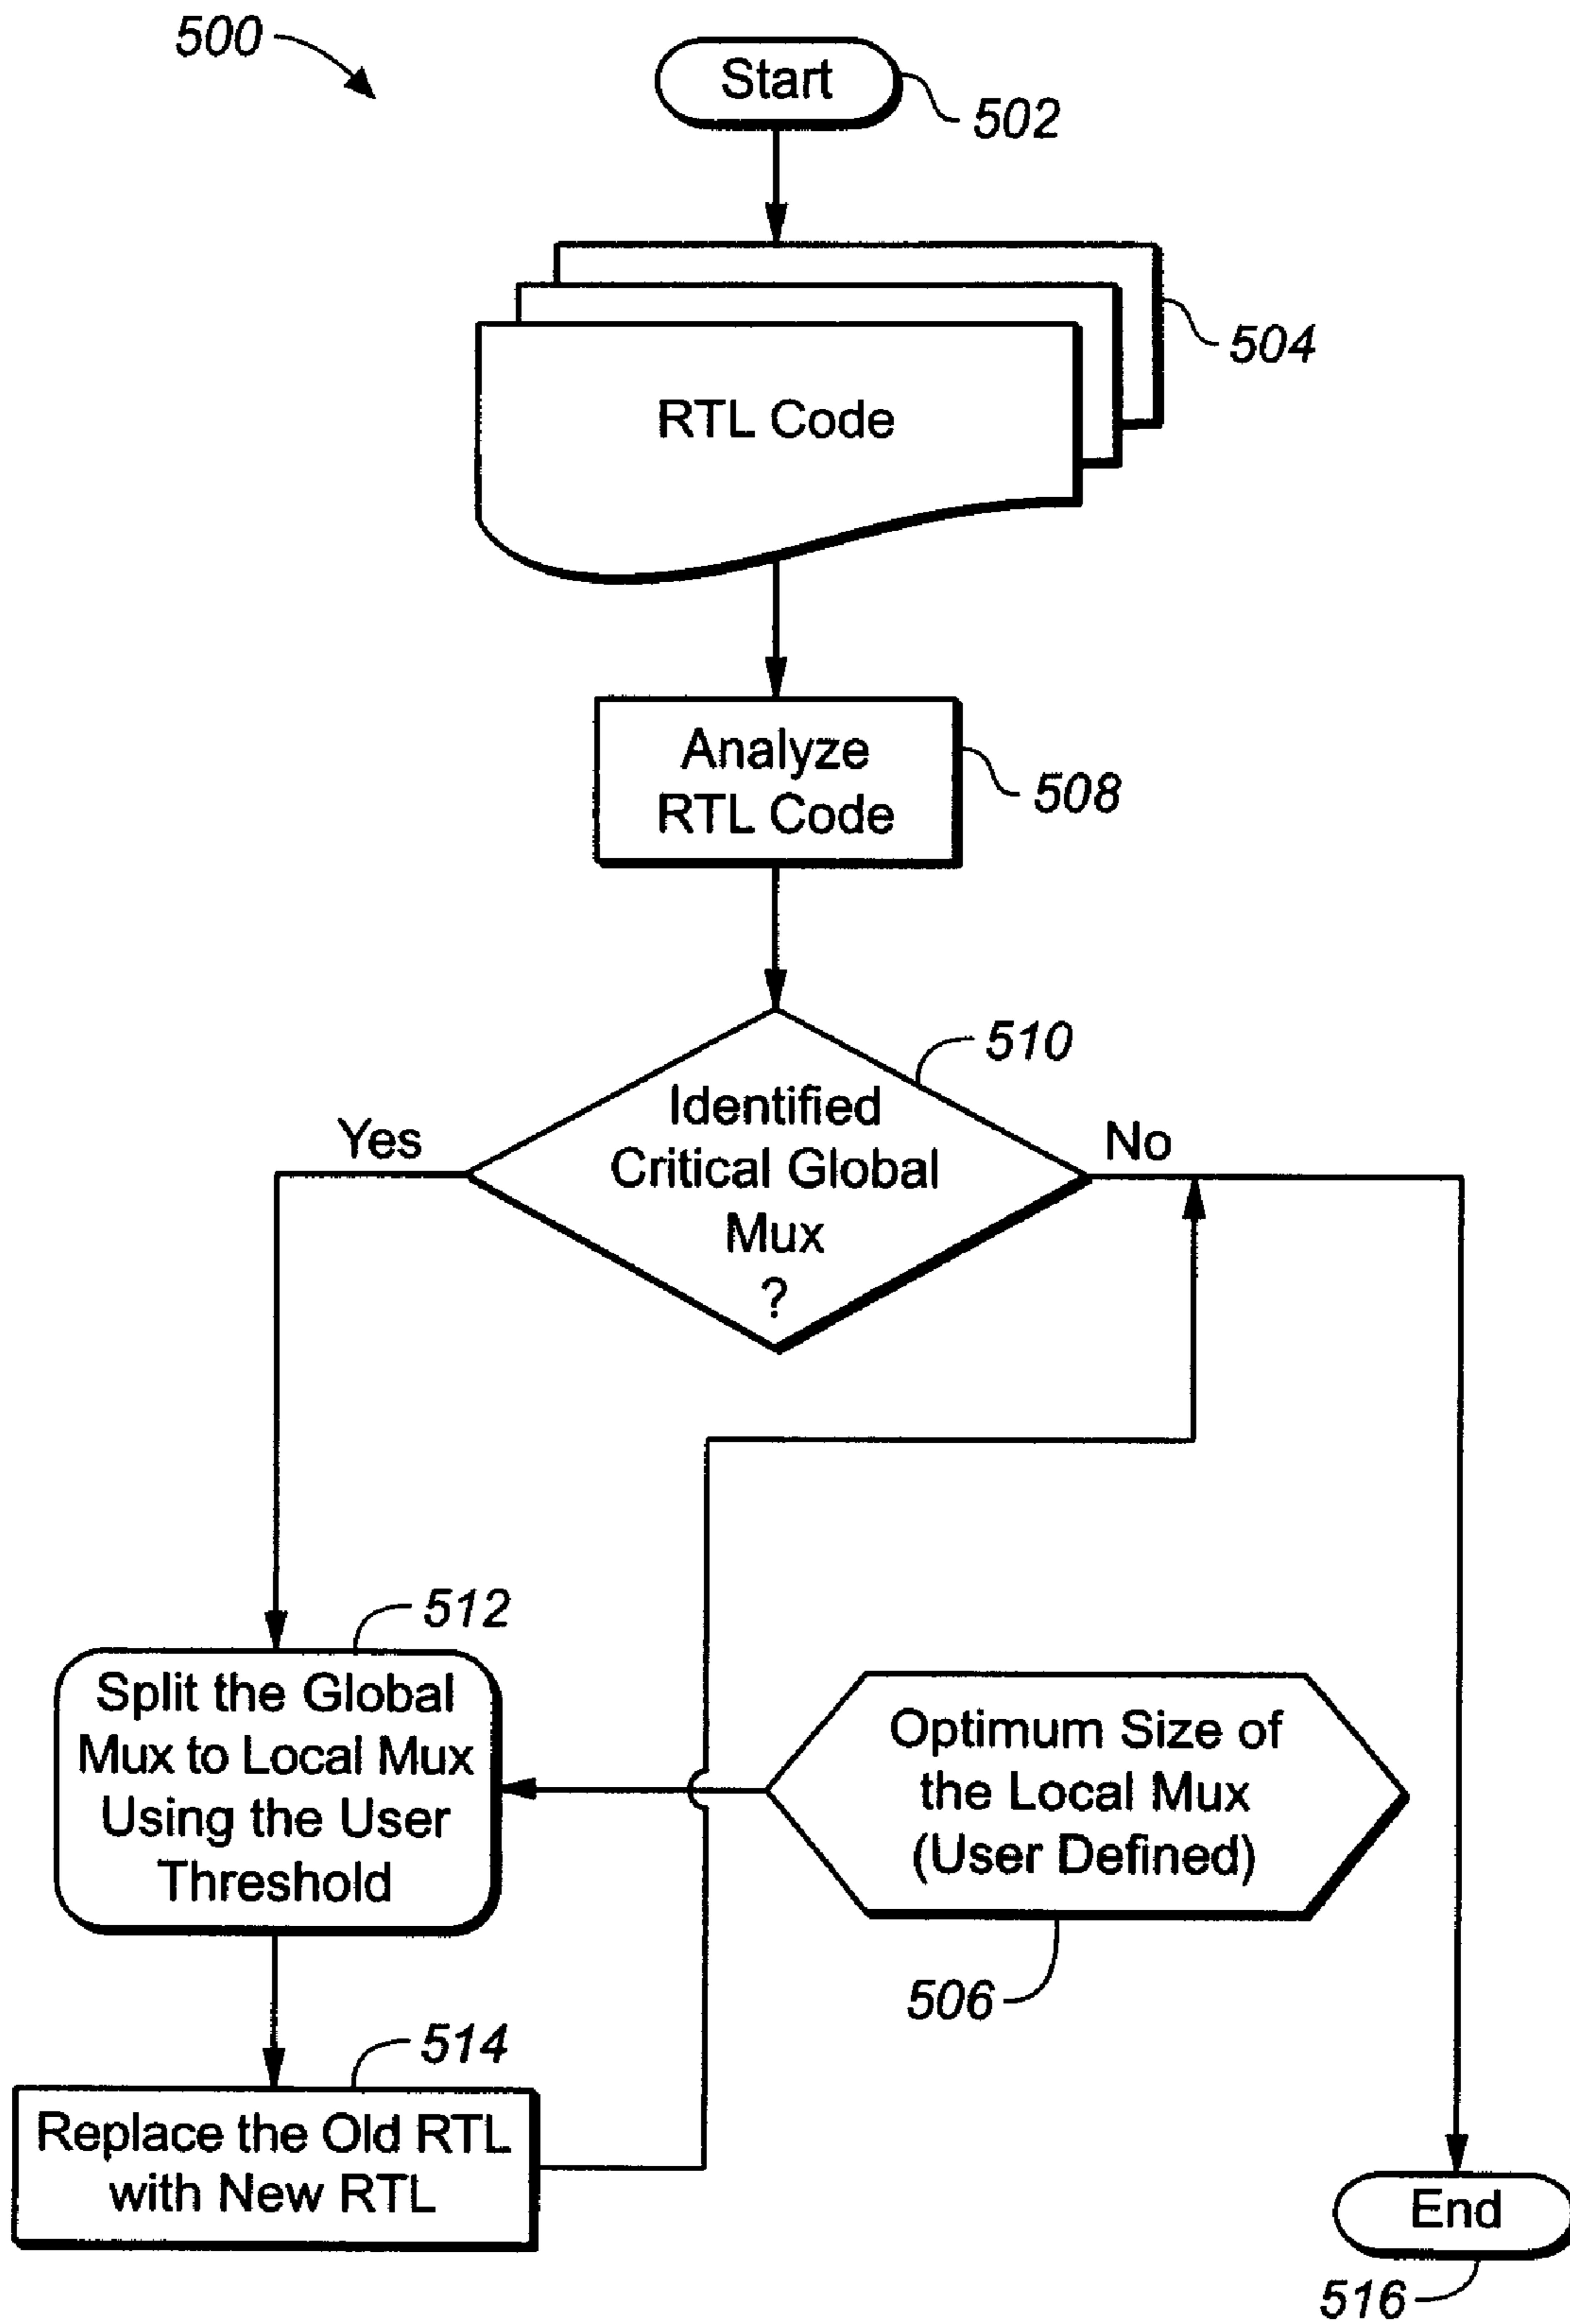 500
Start
502
504
RTL Code
Analyze
RTL Code
508
510
Identified
Critical Global
Mux
?
Yes
No
512
Split the Global
Mux to Local Mux
Using the User
Threshold
Optimum Size of
the Local Mux
(User Defined)
506
514
Replace the Old RTL
with New RTL
End
516